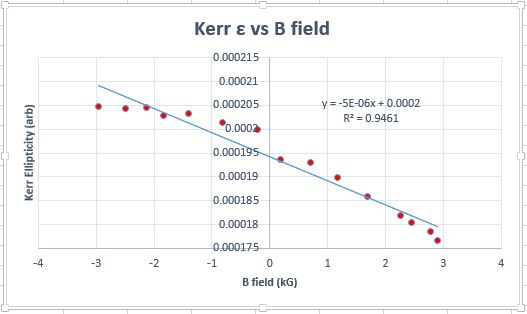 Kerr ε vs B field
0.000215
0.00021
0.000205
0.0002
0.000195
0.00019
0.000185
0.00018
0.000175
y = -5E-06x + 0.0002
R² = 0.9461
Kerr Ellipticity (arb)
-4 -3 -2 -1 0 1 2 3 4
B field (kG)